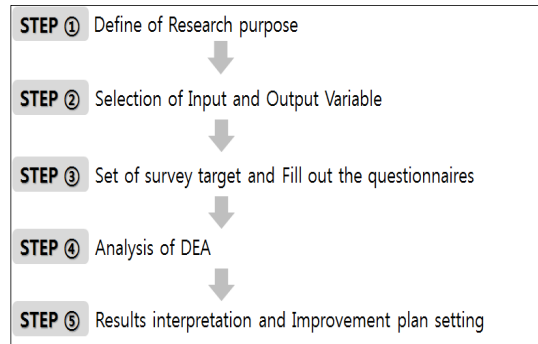 STEP ① Define of Research purpose
STEP ② Selection of Input and Output Variable
STEP ③ Set of survey target and Fill out the questionnaires
STEP ④ Analysis of DEA
STEP ⑤ Results interpretation and Improvement plan setting